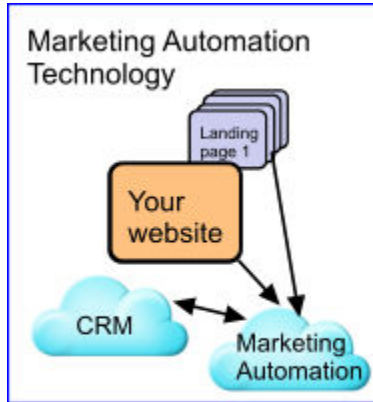 Marketing Automation
Technology
Landing
page 1
Your
website
CRM
Marketing
Automation